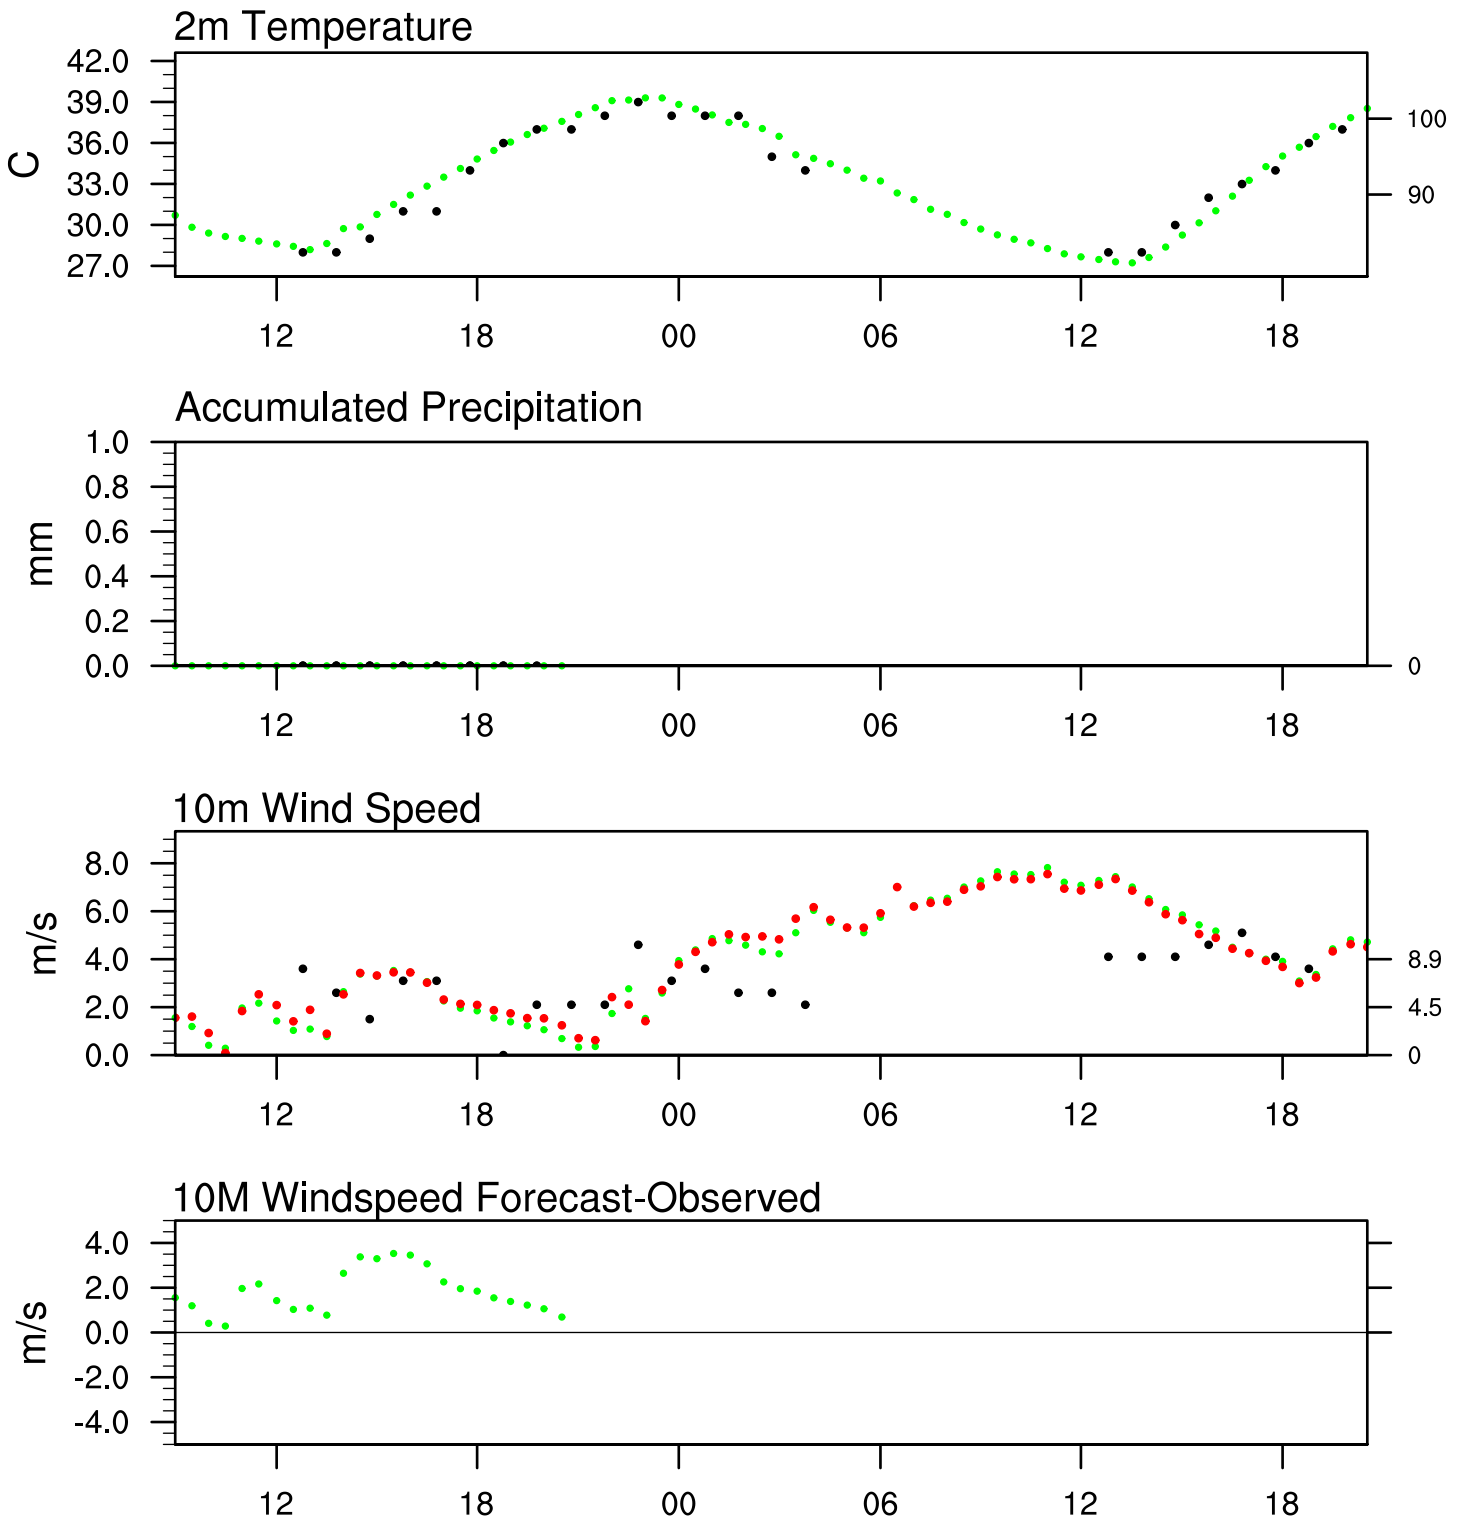 2m Temperature
42.0
39.0
36.0
33.0
30.0
27.0
C
100
90
12 18 00 06 12 18
Accumulated Precipitation
1.0
0.8
0.6
0.4
0.2
0.0
mm
0
12 18 00 06 12 18
10m Wind Speed
8.0
6.0
4.0
2.0
0.0
m/s
8.9
4.5
0
12 18 00 06 12 18
10M Windspeed Forecast-Observed
4.0
2.0
0.0
-2.0
-4.0
m/s
12 18 00 06 12 18